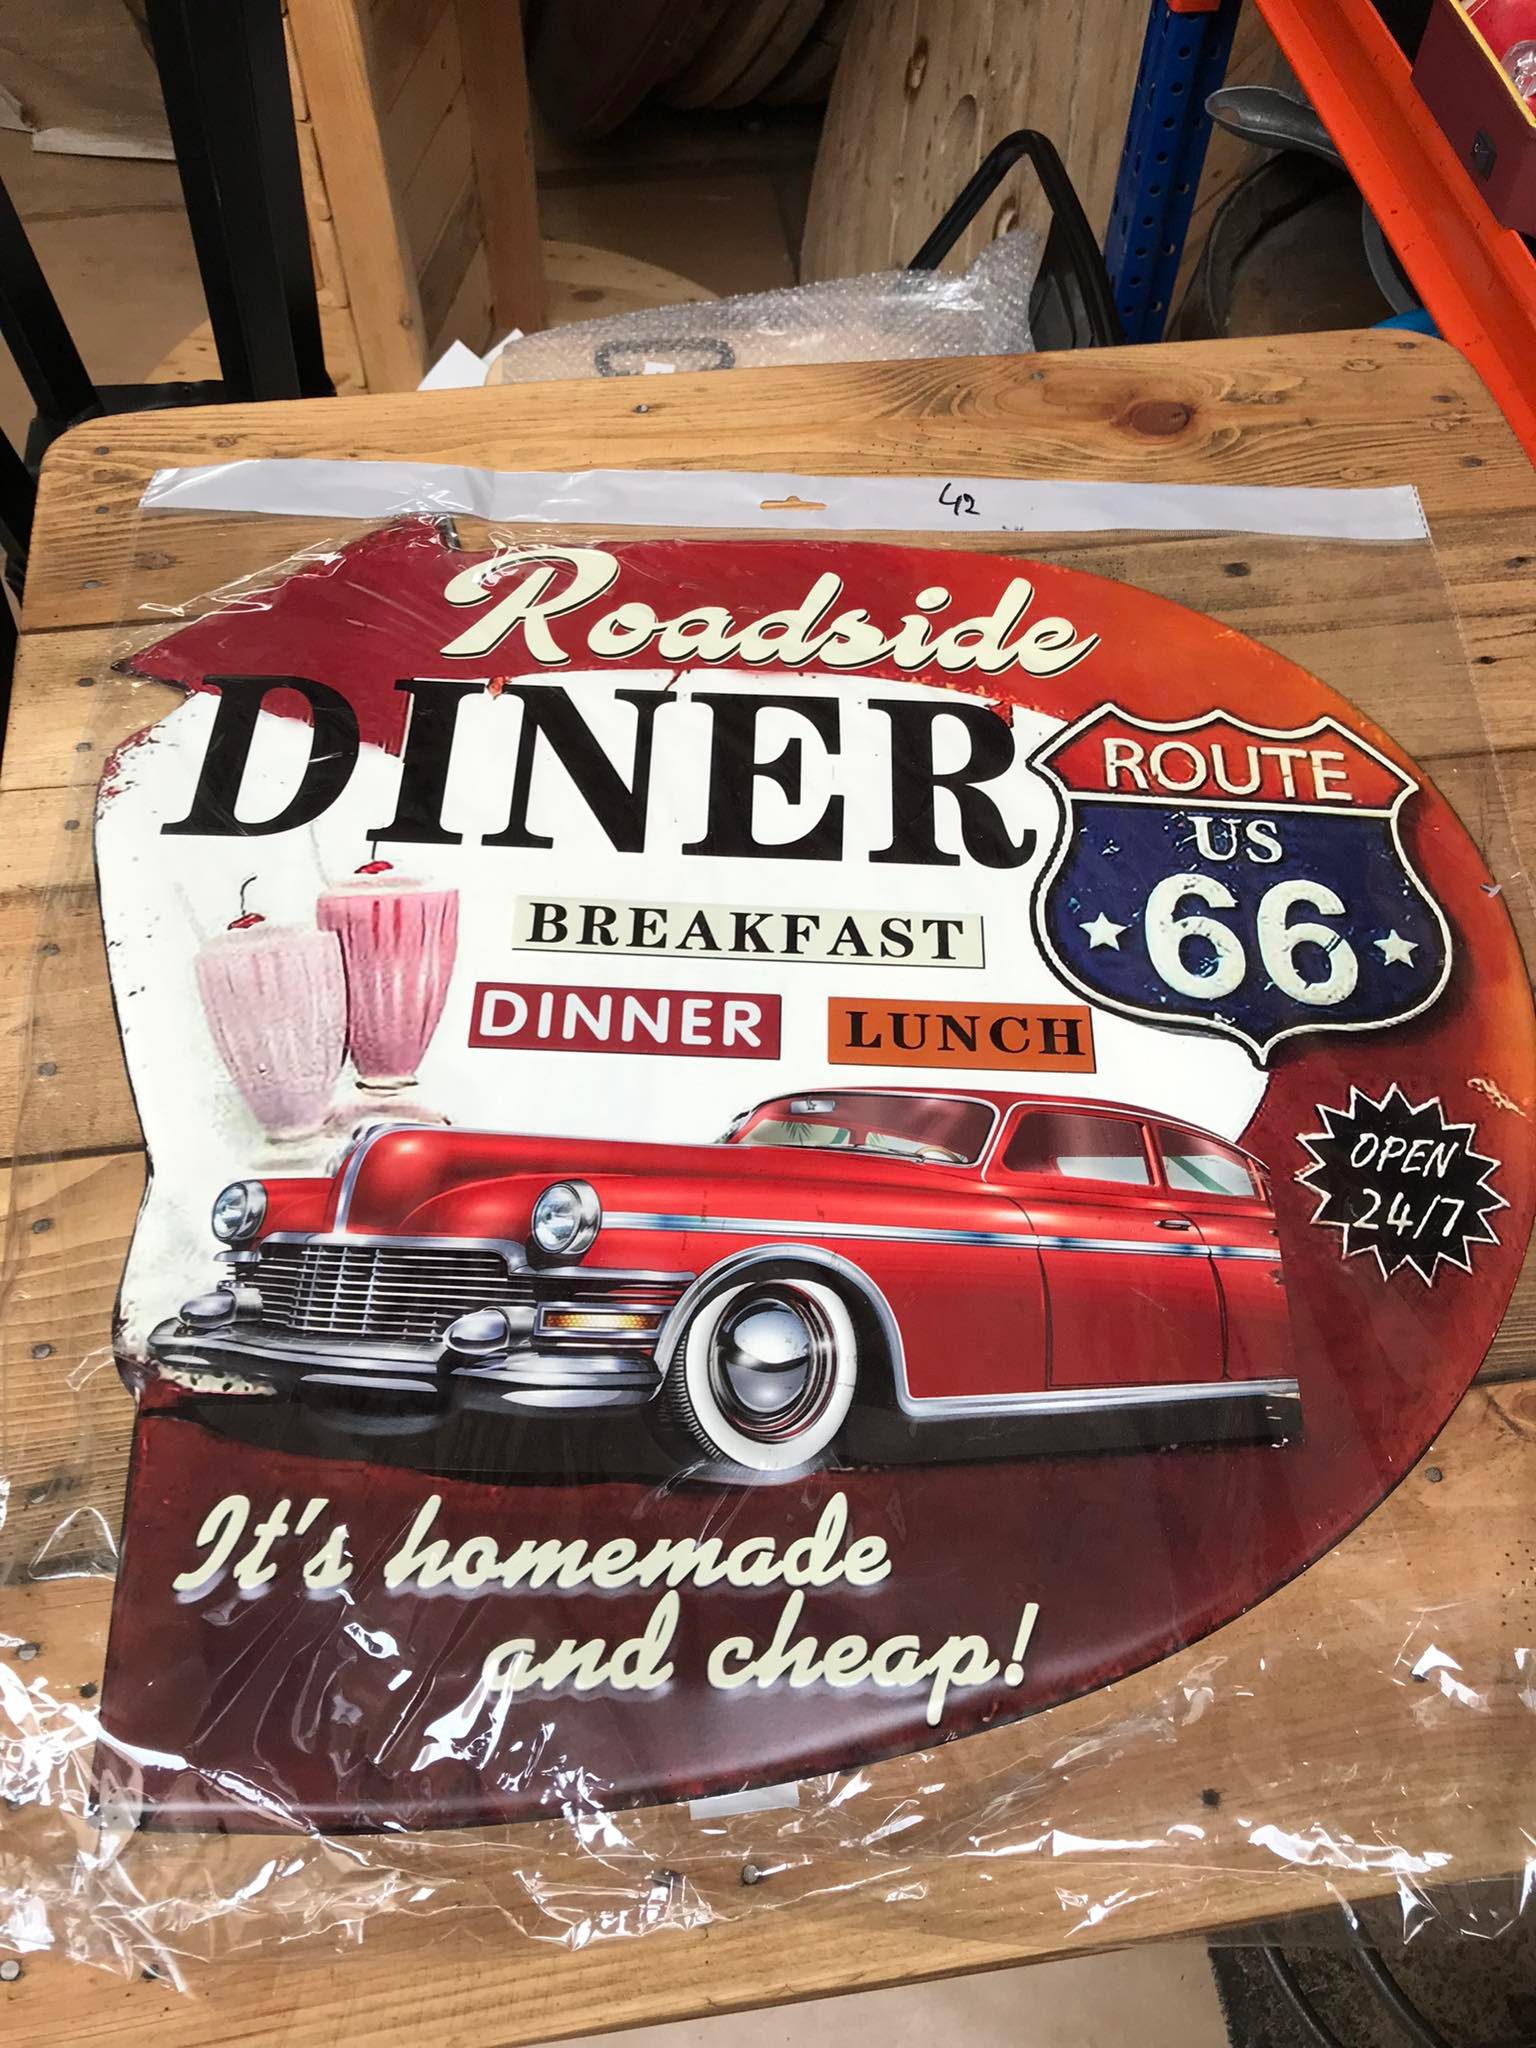 42
Roadside
DINER
ROUTE
US
66
BREAKFAST
DINNER LUNCH
OPEN
24/7
It's homemade
and cheap!